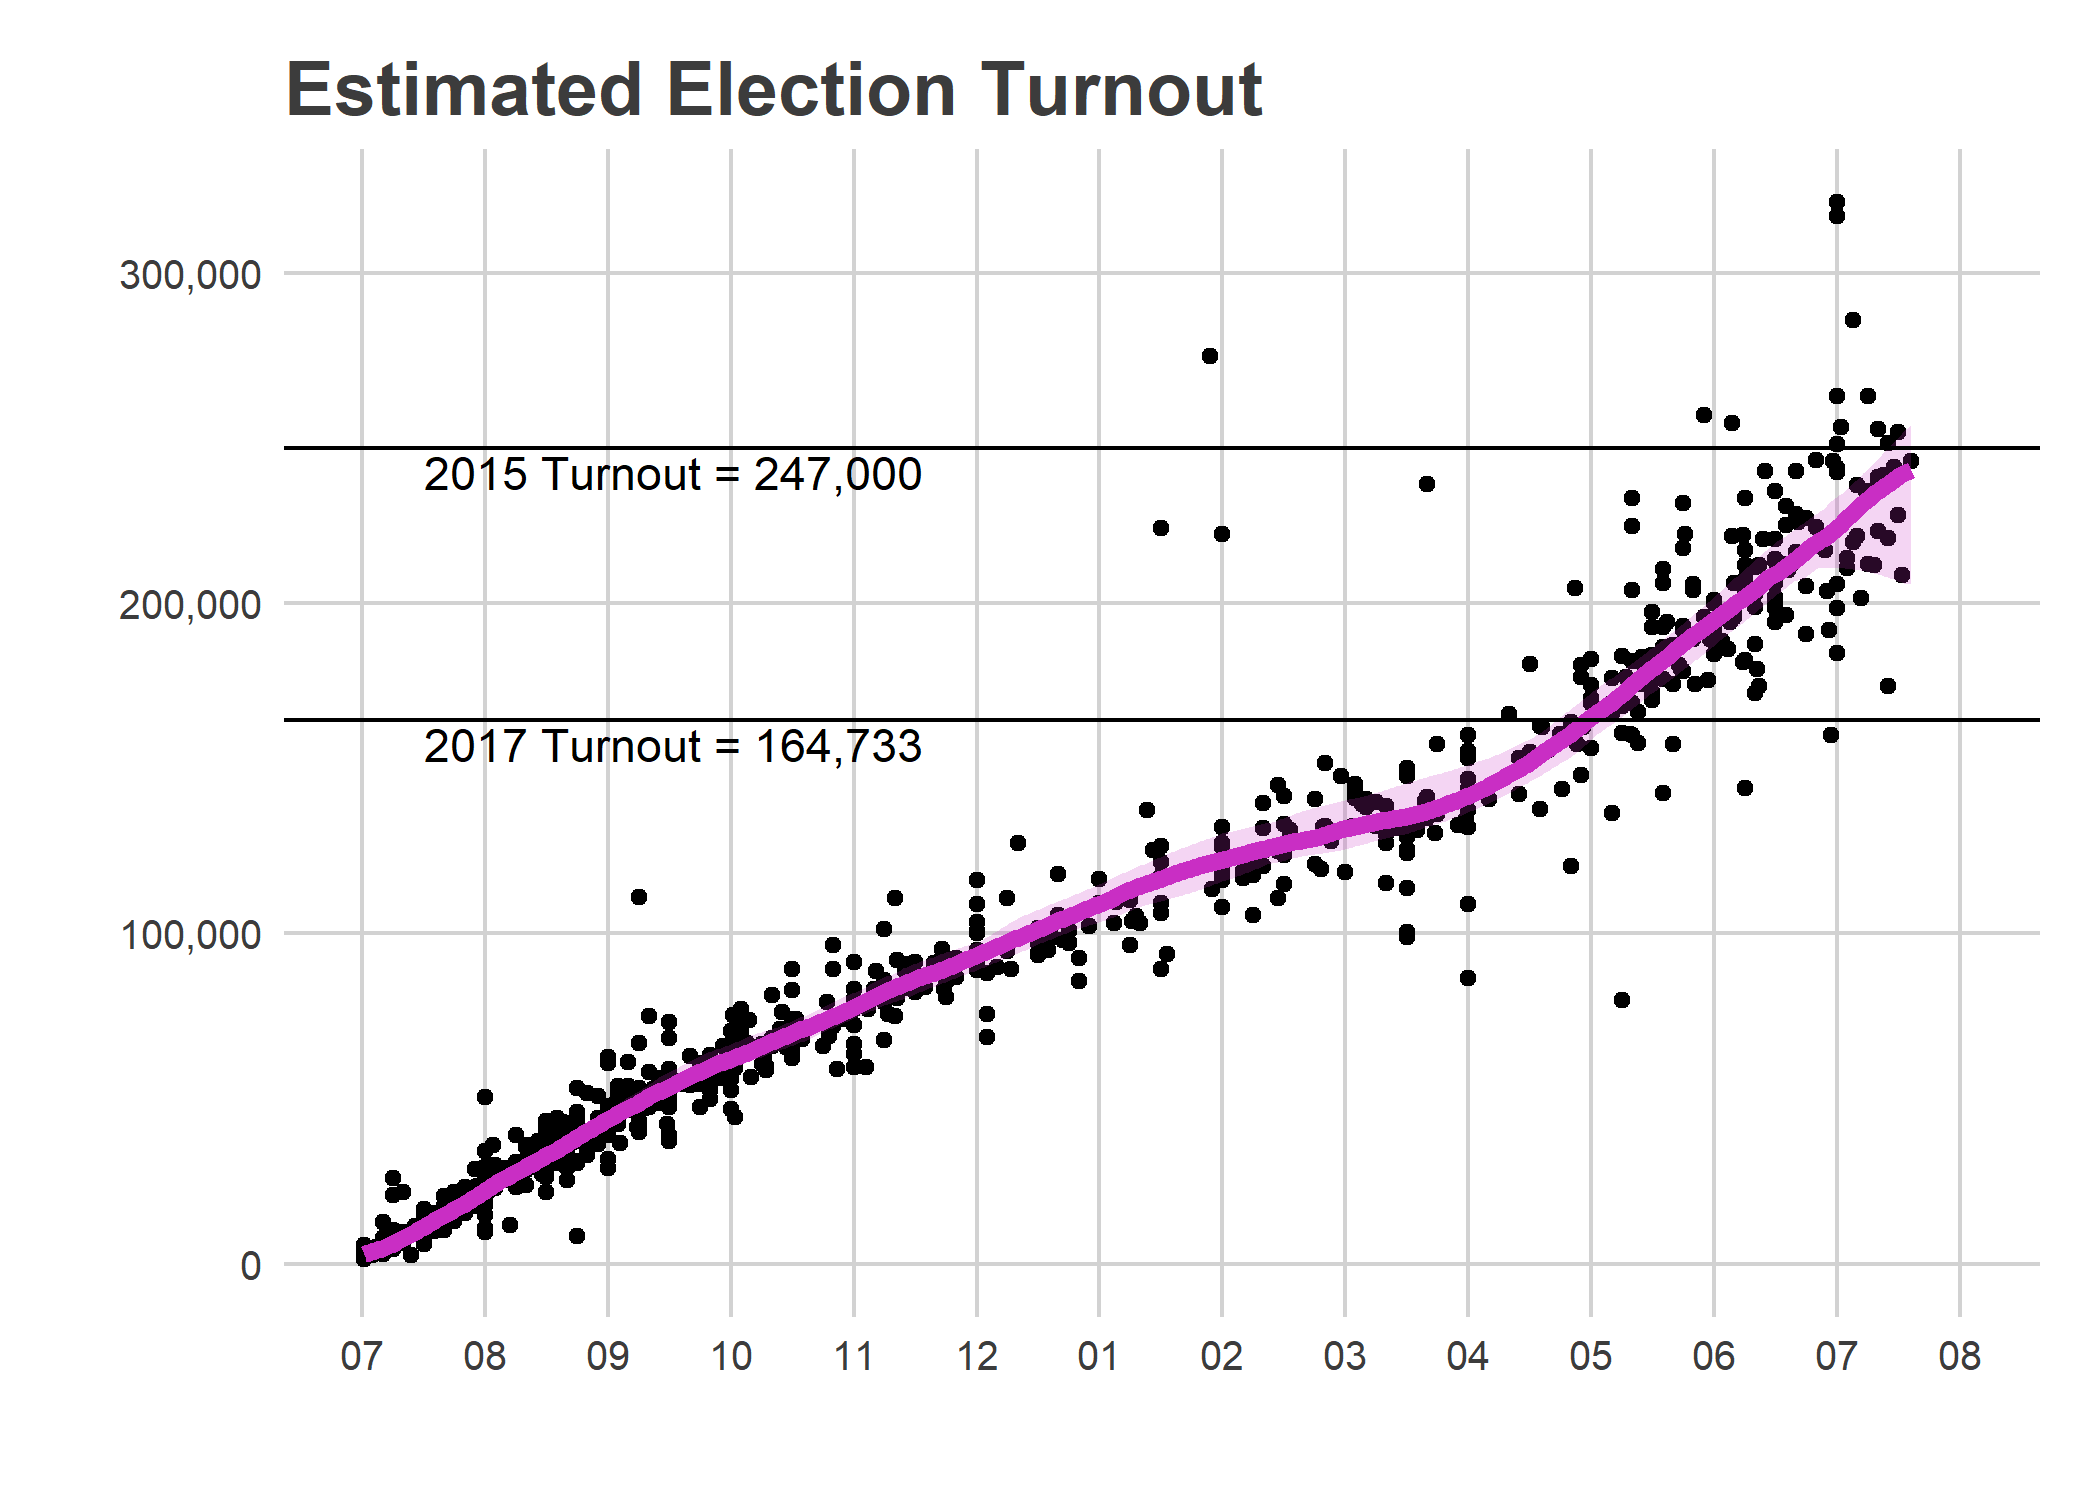 Estimated Election Turnout
300,000
2015 Turnout = 247,000
200,000
2017 Turnout = 164,733
100,000
0
07 08 09 10 11 12 01 02 03 04 05 06 07 08